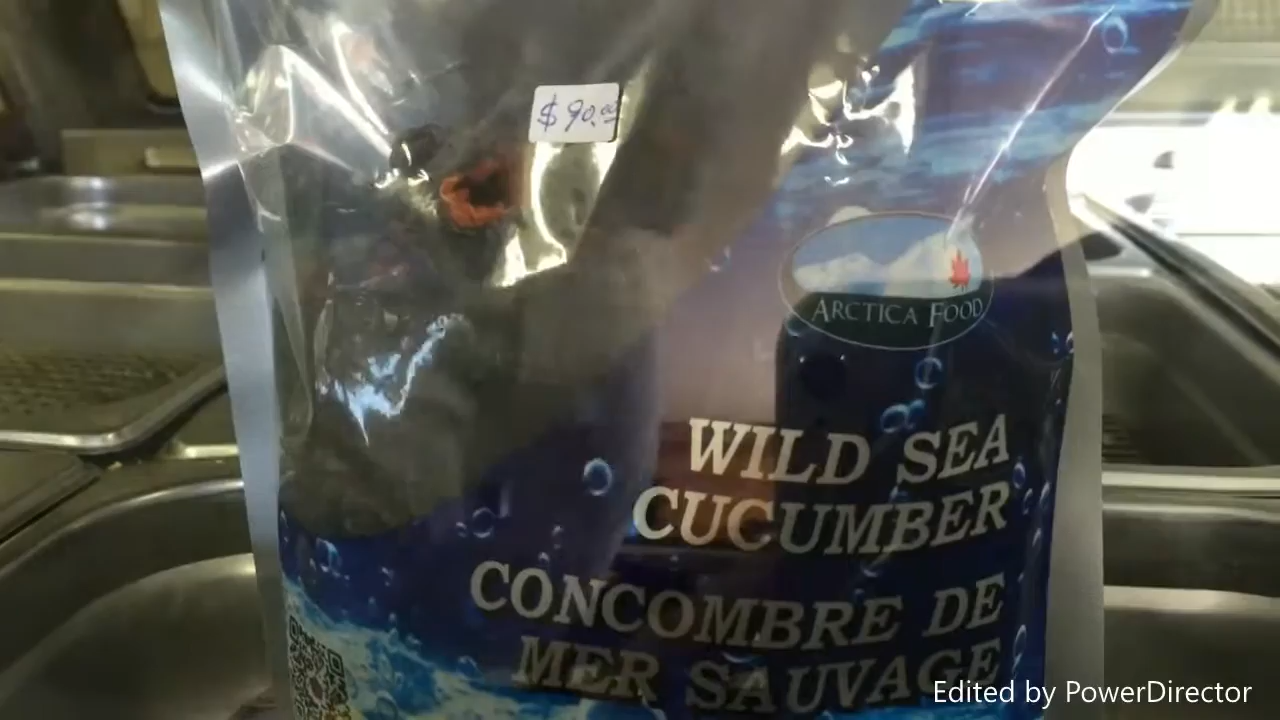 $90.00
ARCTICA FOOD
WILD SEA
CUCUMBER
CONCOMBRE DE
MER SAUVAGE
Edited by PowerDirector